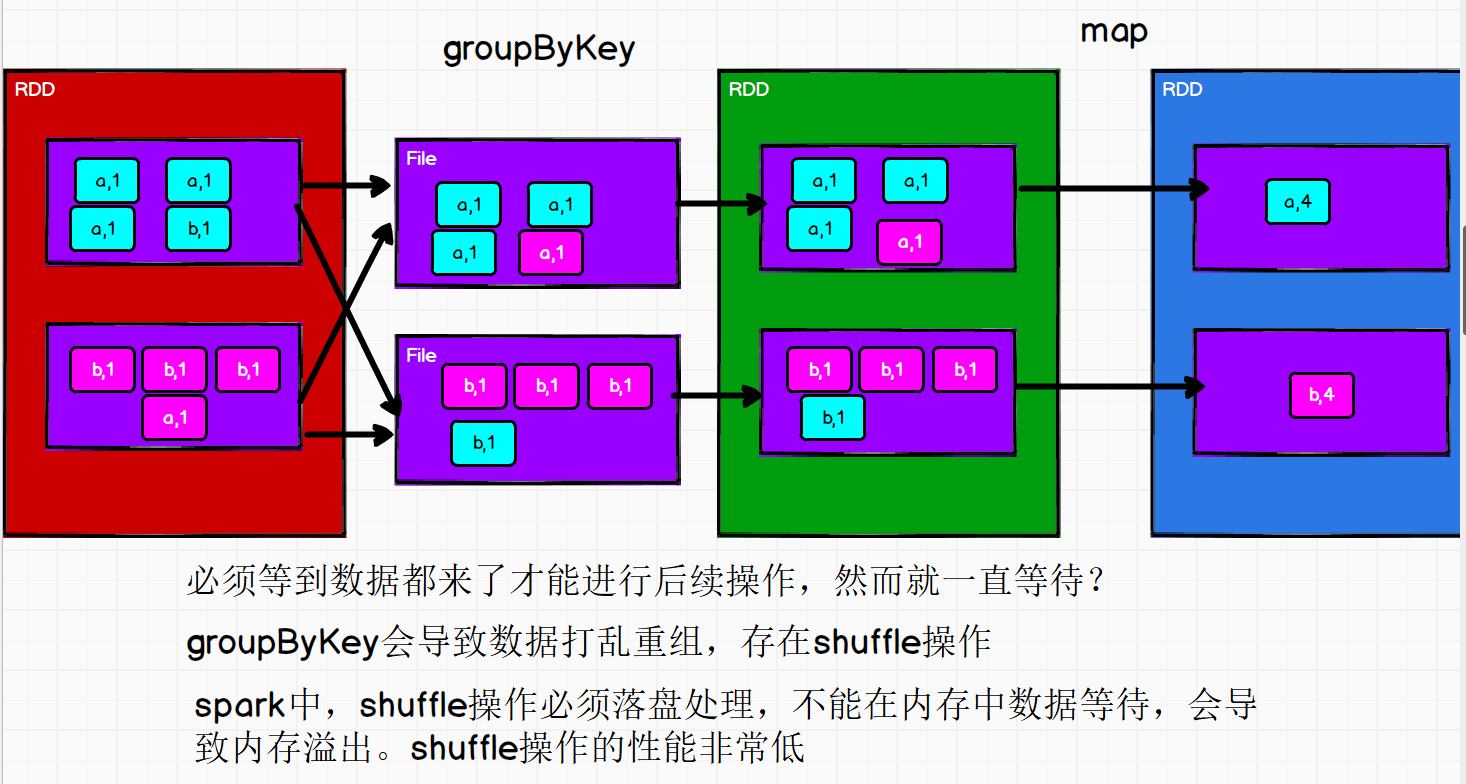 groupByKey
map
RDD
a,1 a,1
a,1 b,1
b,1 b,1 b,1
a,1
File
a,1 a,1
a,1 a,1
File
b,1 b,1 b,1
b,1
RDD
a,1 a,1
a,1 a,1
b,1 b,1 b,1
b,1
RDD
a,4
b,4
必须等到数据都来了才能进行后续操作，然而就一直等待？
groupByKey会导致数据打乱重组，存在shuffle操作
spark中，shuffle操作必须落盘处理，不能在内存中数据等待，会导
致内存溢出。shuffle操作的性能非常低